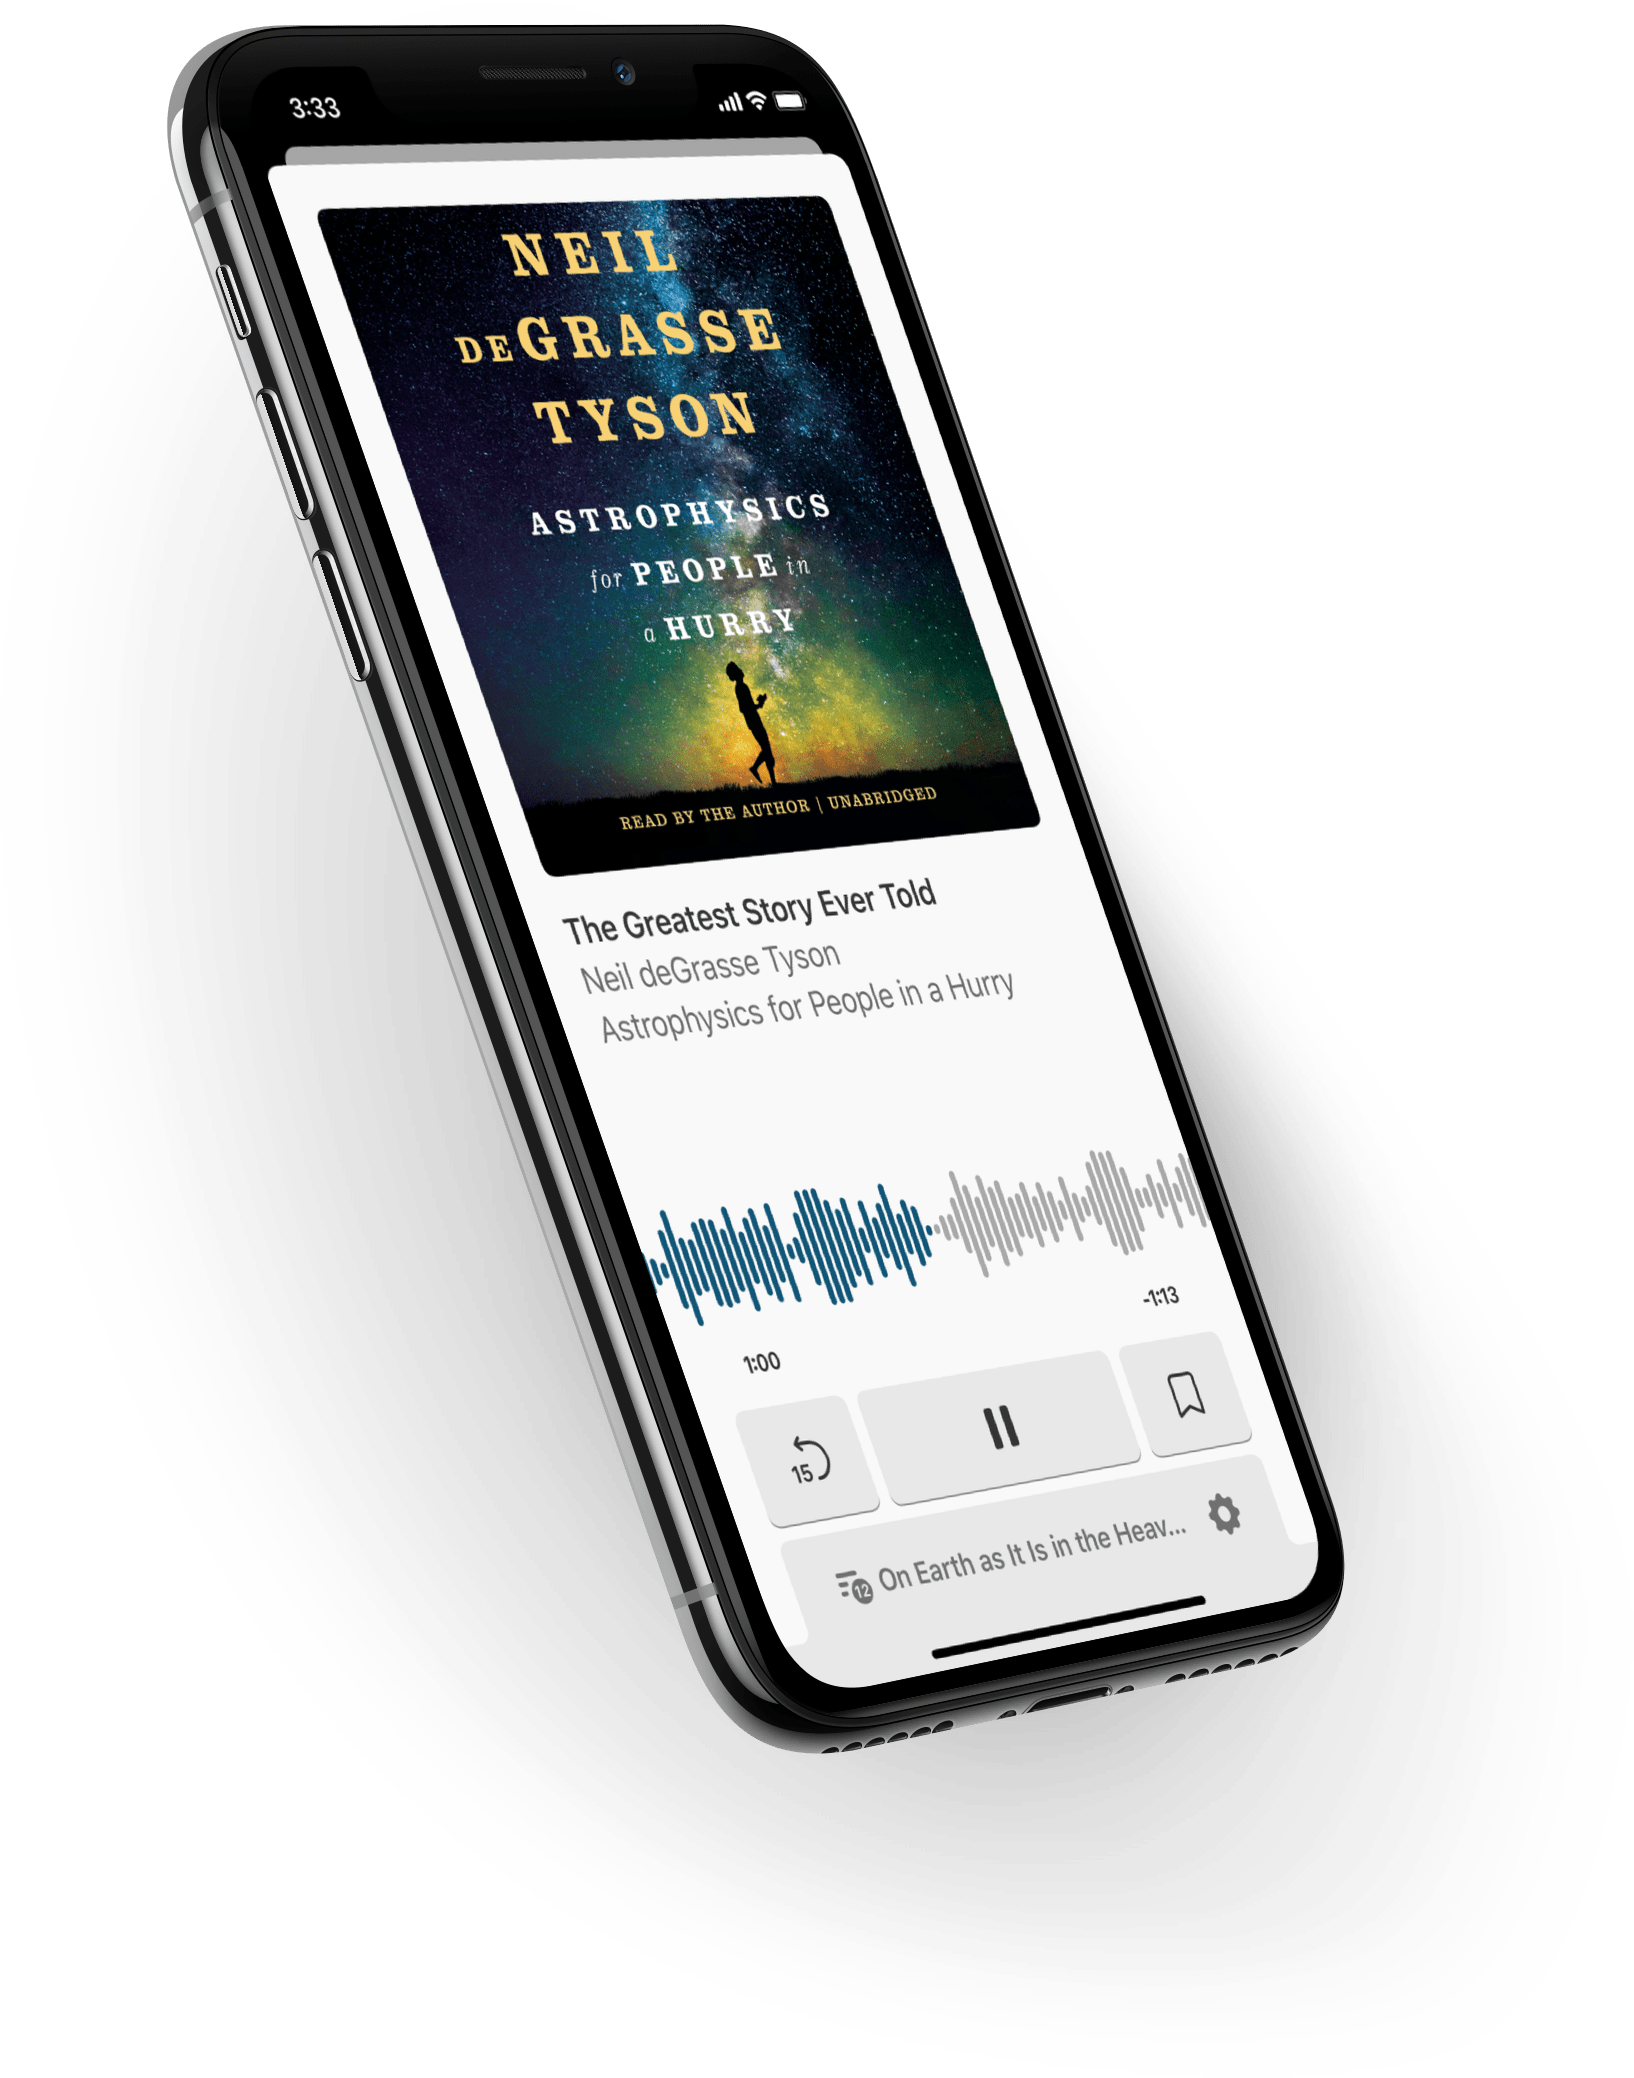 3:33
NEIL
DEGRASSE
TYSON
ASTROPHYSICS
for PEOPLE in
a HURRY
READ BY THE AUTHOR | UNABRIDGED
The Greatest Story Ever Told
Neil deGrasse Tyson
Astrophysics for People in a Hurry
1:00
-1:13
15
12 On Earth as It Is in the Heav...